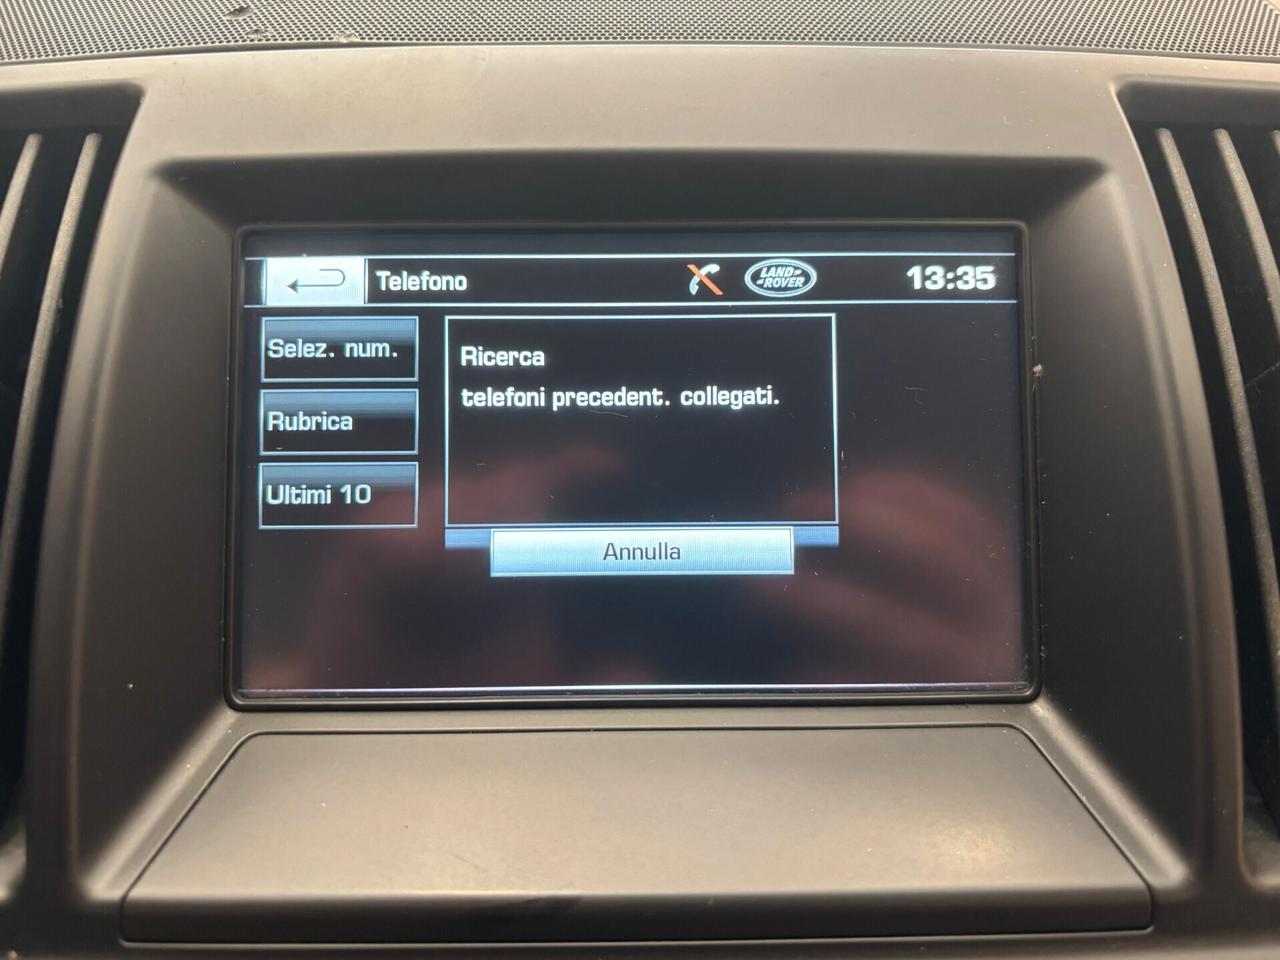 Telefono
LAND-
-ROVER
13:35
Selez. num.
Rubrica
Ultimi 10
Ricerca
telefoni precedent. collegati.
Annulla